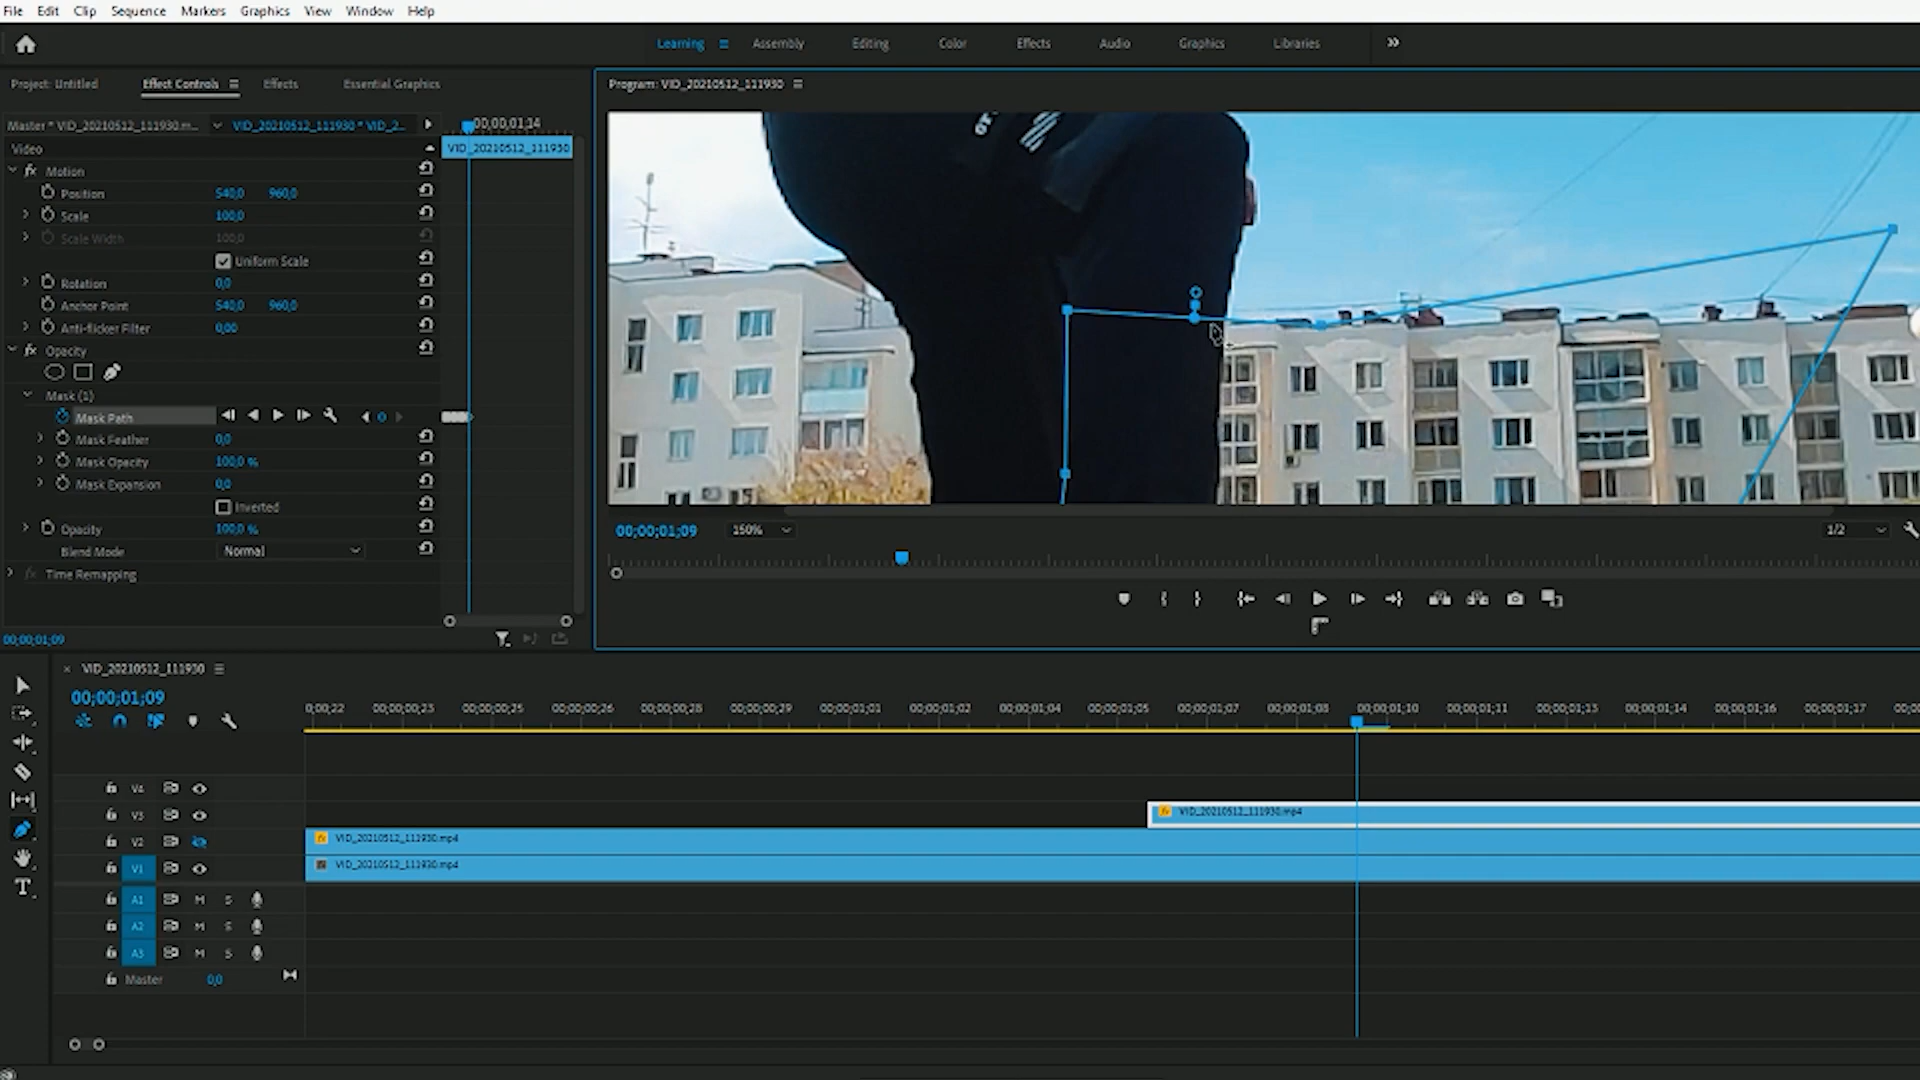 File Edit Clip Sequence Markers Graphics View Window Help
Learning Assembly Editing Color Effects Audio Graphics Libraries
Project: Untitled Effect Controls Effects Essential Graphics
Program: VID_20210512_111930
Master * VID_20210512_111930.m... VID_20210512_111930 * VID_2...
00;00;01;14
Video
VID_20210512_111930
Motion
Position 540,0 960,0
Scale 100,0
Scale Width 100,0
Uniform Scale
Rotation 0,0
Anchor Point 540,0 960,0
Anti-flicker Filter 0,00
Opacity
Mask (1)
Mask Path
Mask Feather 0,0
Mask Opacity 100,0 %
Mask Expansion 0,0
Inverted
Opacity 100,0 %
Blend Mode Normal
Time Remapping
00;00;01;09
00;00;01;09 150% 1/2
VID_20210512_111930
00;00;01;09
0;00;22 00;00;00;23 00;00;00;25 00;00;00;26 00;00;00;28 00;00;00;29 00;00;01;01 00;00;01;02 00;00;01;04 00;00;01;05 00;00;01;07 00;00;01;08 00;00;01;10 00;00;01;11 00;00;01;13 00;00;01;14 00;00;01;16 00;00;01;17
V4
V3 VID_20210512_111930.mp4
V2 VID_20210512_111930.mp4
V1 VID_20210512_111930.mp4
A1 M S
A2 M S
A3 M S
Master 0,0